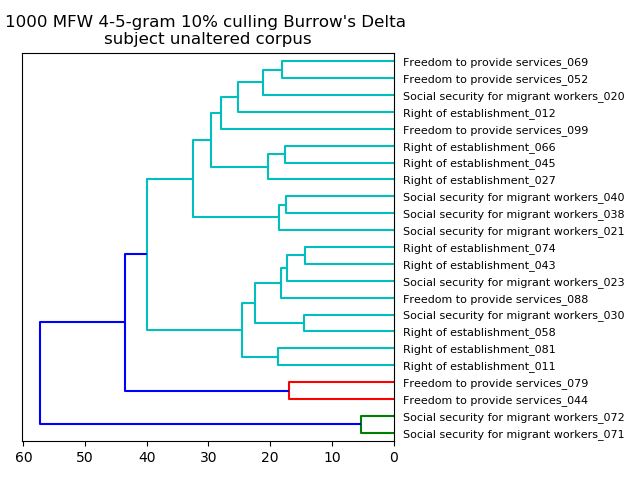 1000 MFW 4-5-gram 10% culling Burrow's Delta
subject unaltered corpus
Freedom to provide services_069
Freedom to provide services_052
Social security for migrant workers_020
Right of establishment_012
Freedom to provide services_099
Right of establishment_066
Right of establishment_045
Right of establishment_027
Social security for migrant workers_040
Social security for migrant workers_038
Social security for migrant workers_021
Right of establishment_074
Right of establishment_043
Social security for migrant workers_023
Freedom to provide services_088
Social security for migrant workers_030
Right of establishment_058
Right of establishment_081
Right of establishment_011
Freedom to provide services_079
Freedom to provide services_044
Social security for migrant workers_072
Social security for migrant workers_071
60 50 40 30 20 10 0